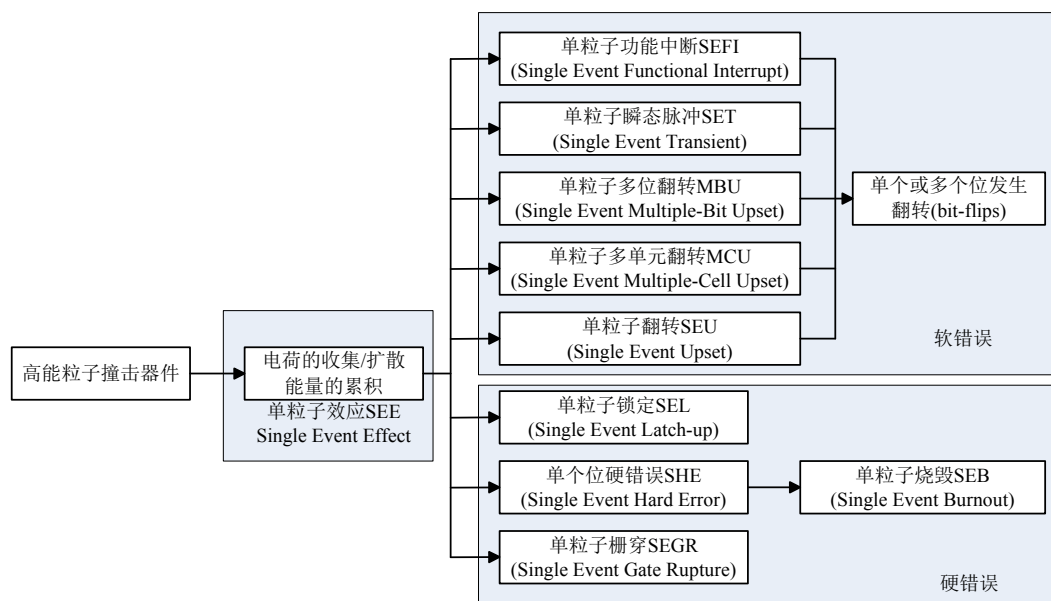 高能粒子撞击器件
电荷的收集/扩散
能量的累积
单粒子效应SEE
Single Event Effect
单粒子功能中断SEFI
(Single Event Functional Interrupt)
单粒子瞬态脉冲SET
(Single Event Transient)
单粒子多位翻转MBU
(Single Event Multiple-Bit Upset)
单粒子多单元翻转MCU
(Single Event Multiple-Cell Upset)
单粒子翻转SEU
(Single Event Upset)
单个或多个位发生
翻转(bit-flips)
软错误
单粒子锁定SEL
(Single Event Latch-up)
单个位硬错误SHE
(Single Event Hard Error)
单粒子烧毁SEB
(Single Event Burnout)
单粒子栅穿SEGR
(Single Event Gate Rupture)
硬错误